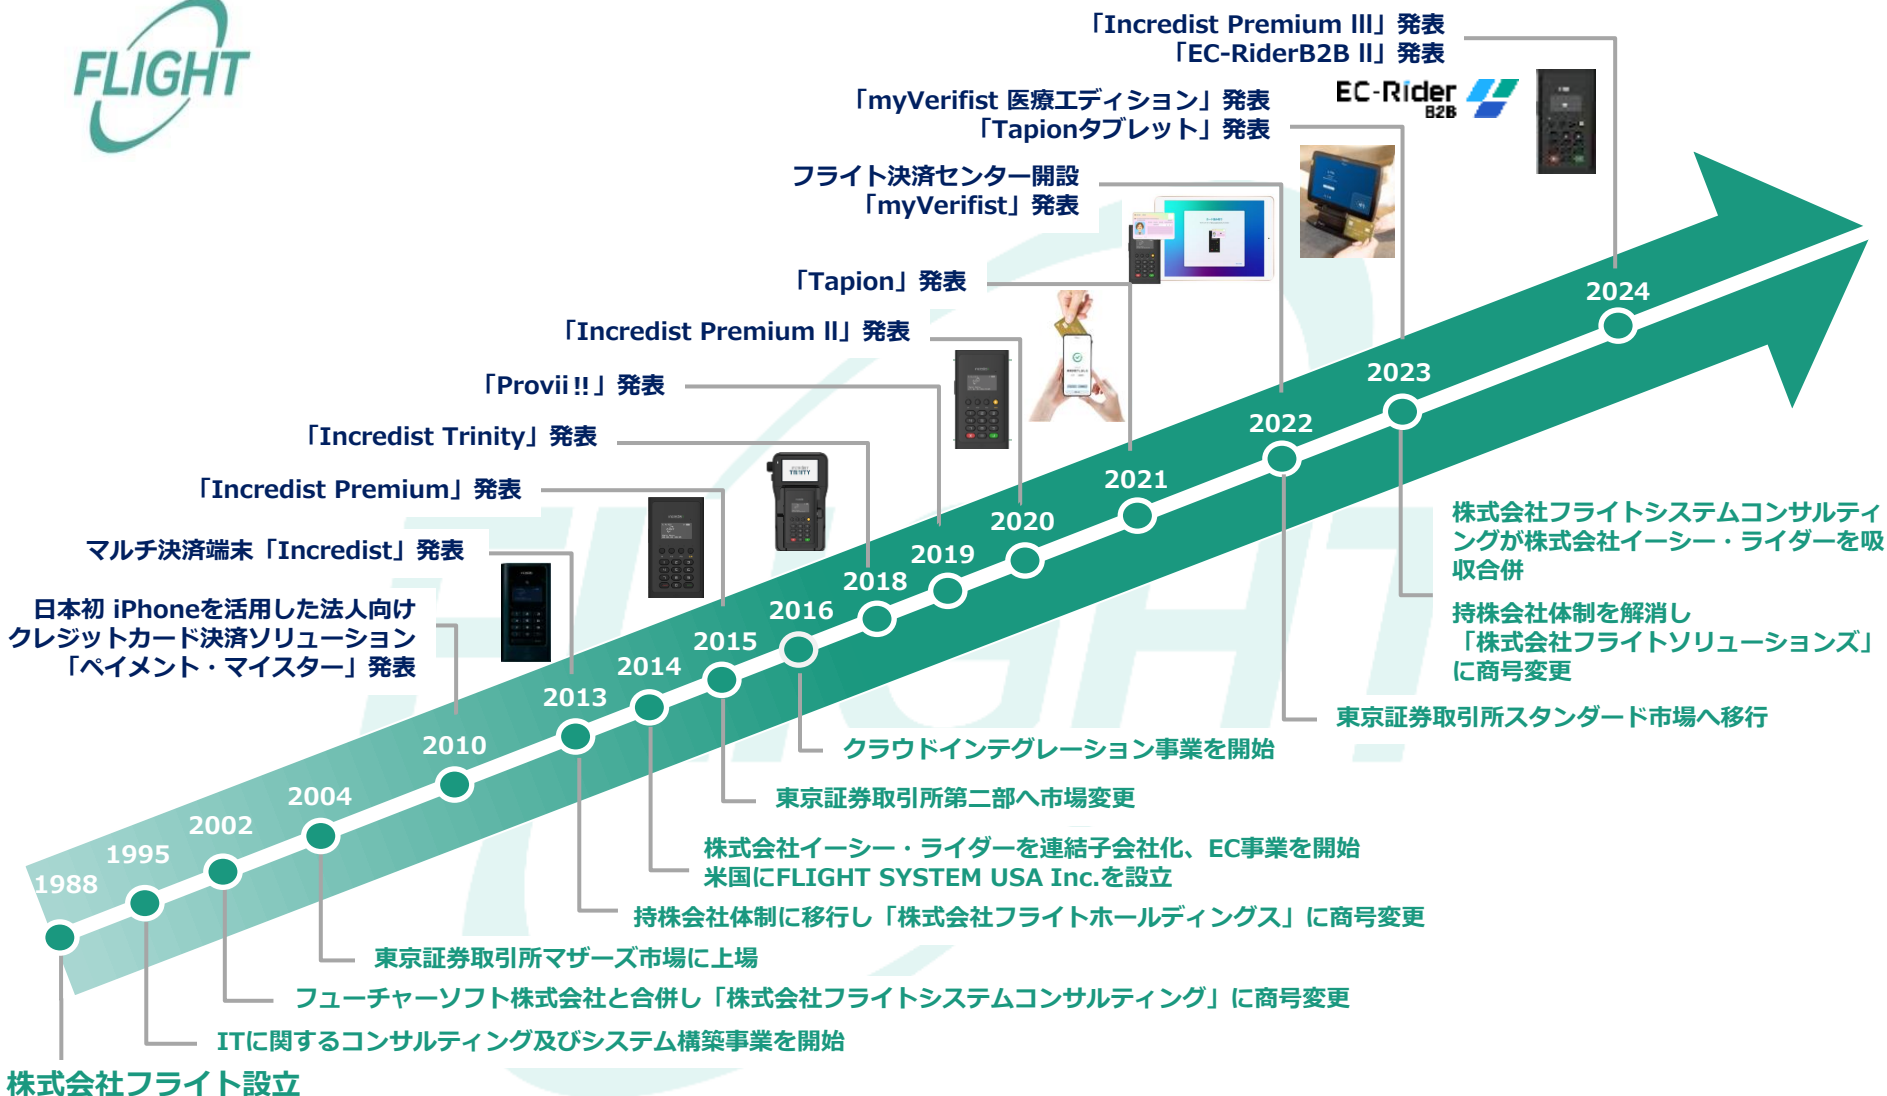 FLIGHT
「Incredist Premium lll」発表
「EC-RiderB2B ll」発表
EC-Rider
B2B
「myVerifist 医療エディション」発表
「Tapionタブレット」発表
フライト決済センター開設
「myVerifist」発表
「Tapion」発表
「Incredist Premium ll」発表
「Provii‼」発表
「Incredist Trinity」発表
TRINITY
「Incredist Premium」発表
マルチ決済端末「Incredist」発表
日本初 iPhoneを活用した法人向け
クレジットカード決済ソリューション
「ペイメント・マイスター」発表
2024
2023
2022
2021
2020
2019
2018
2016
2015
2014
2013
2010
2004
2002
1995
1988
株式会社フライトシステムコンサルティ
ングが株式会社イーシー・ライダーを吸
収合併
持株会社体制を解消し
「株式会社フライトソリューションズ」
に商号変更
東京証券取引所スタンダード市場へ移行
クラウドインテグレーション事業を開始
東京証券取引所第二部へ市場変更
株式会社イーシー・ライダーを連結子会社化、EC事業を開始
米国にFLIGHT SYSTEM USA Inc.を設立
持株会社体制に移行し「株式会社フライトホールディングス」に商号変更
東京証券取引所マザーズ市場に上場
フューチャーソフト株式会社と合併し「株式会社フライトシステムコンサルティング」に商号変更
ITに関するコンサルティング及びシステム構築事業を開始
株式会社フライト設立